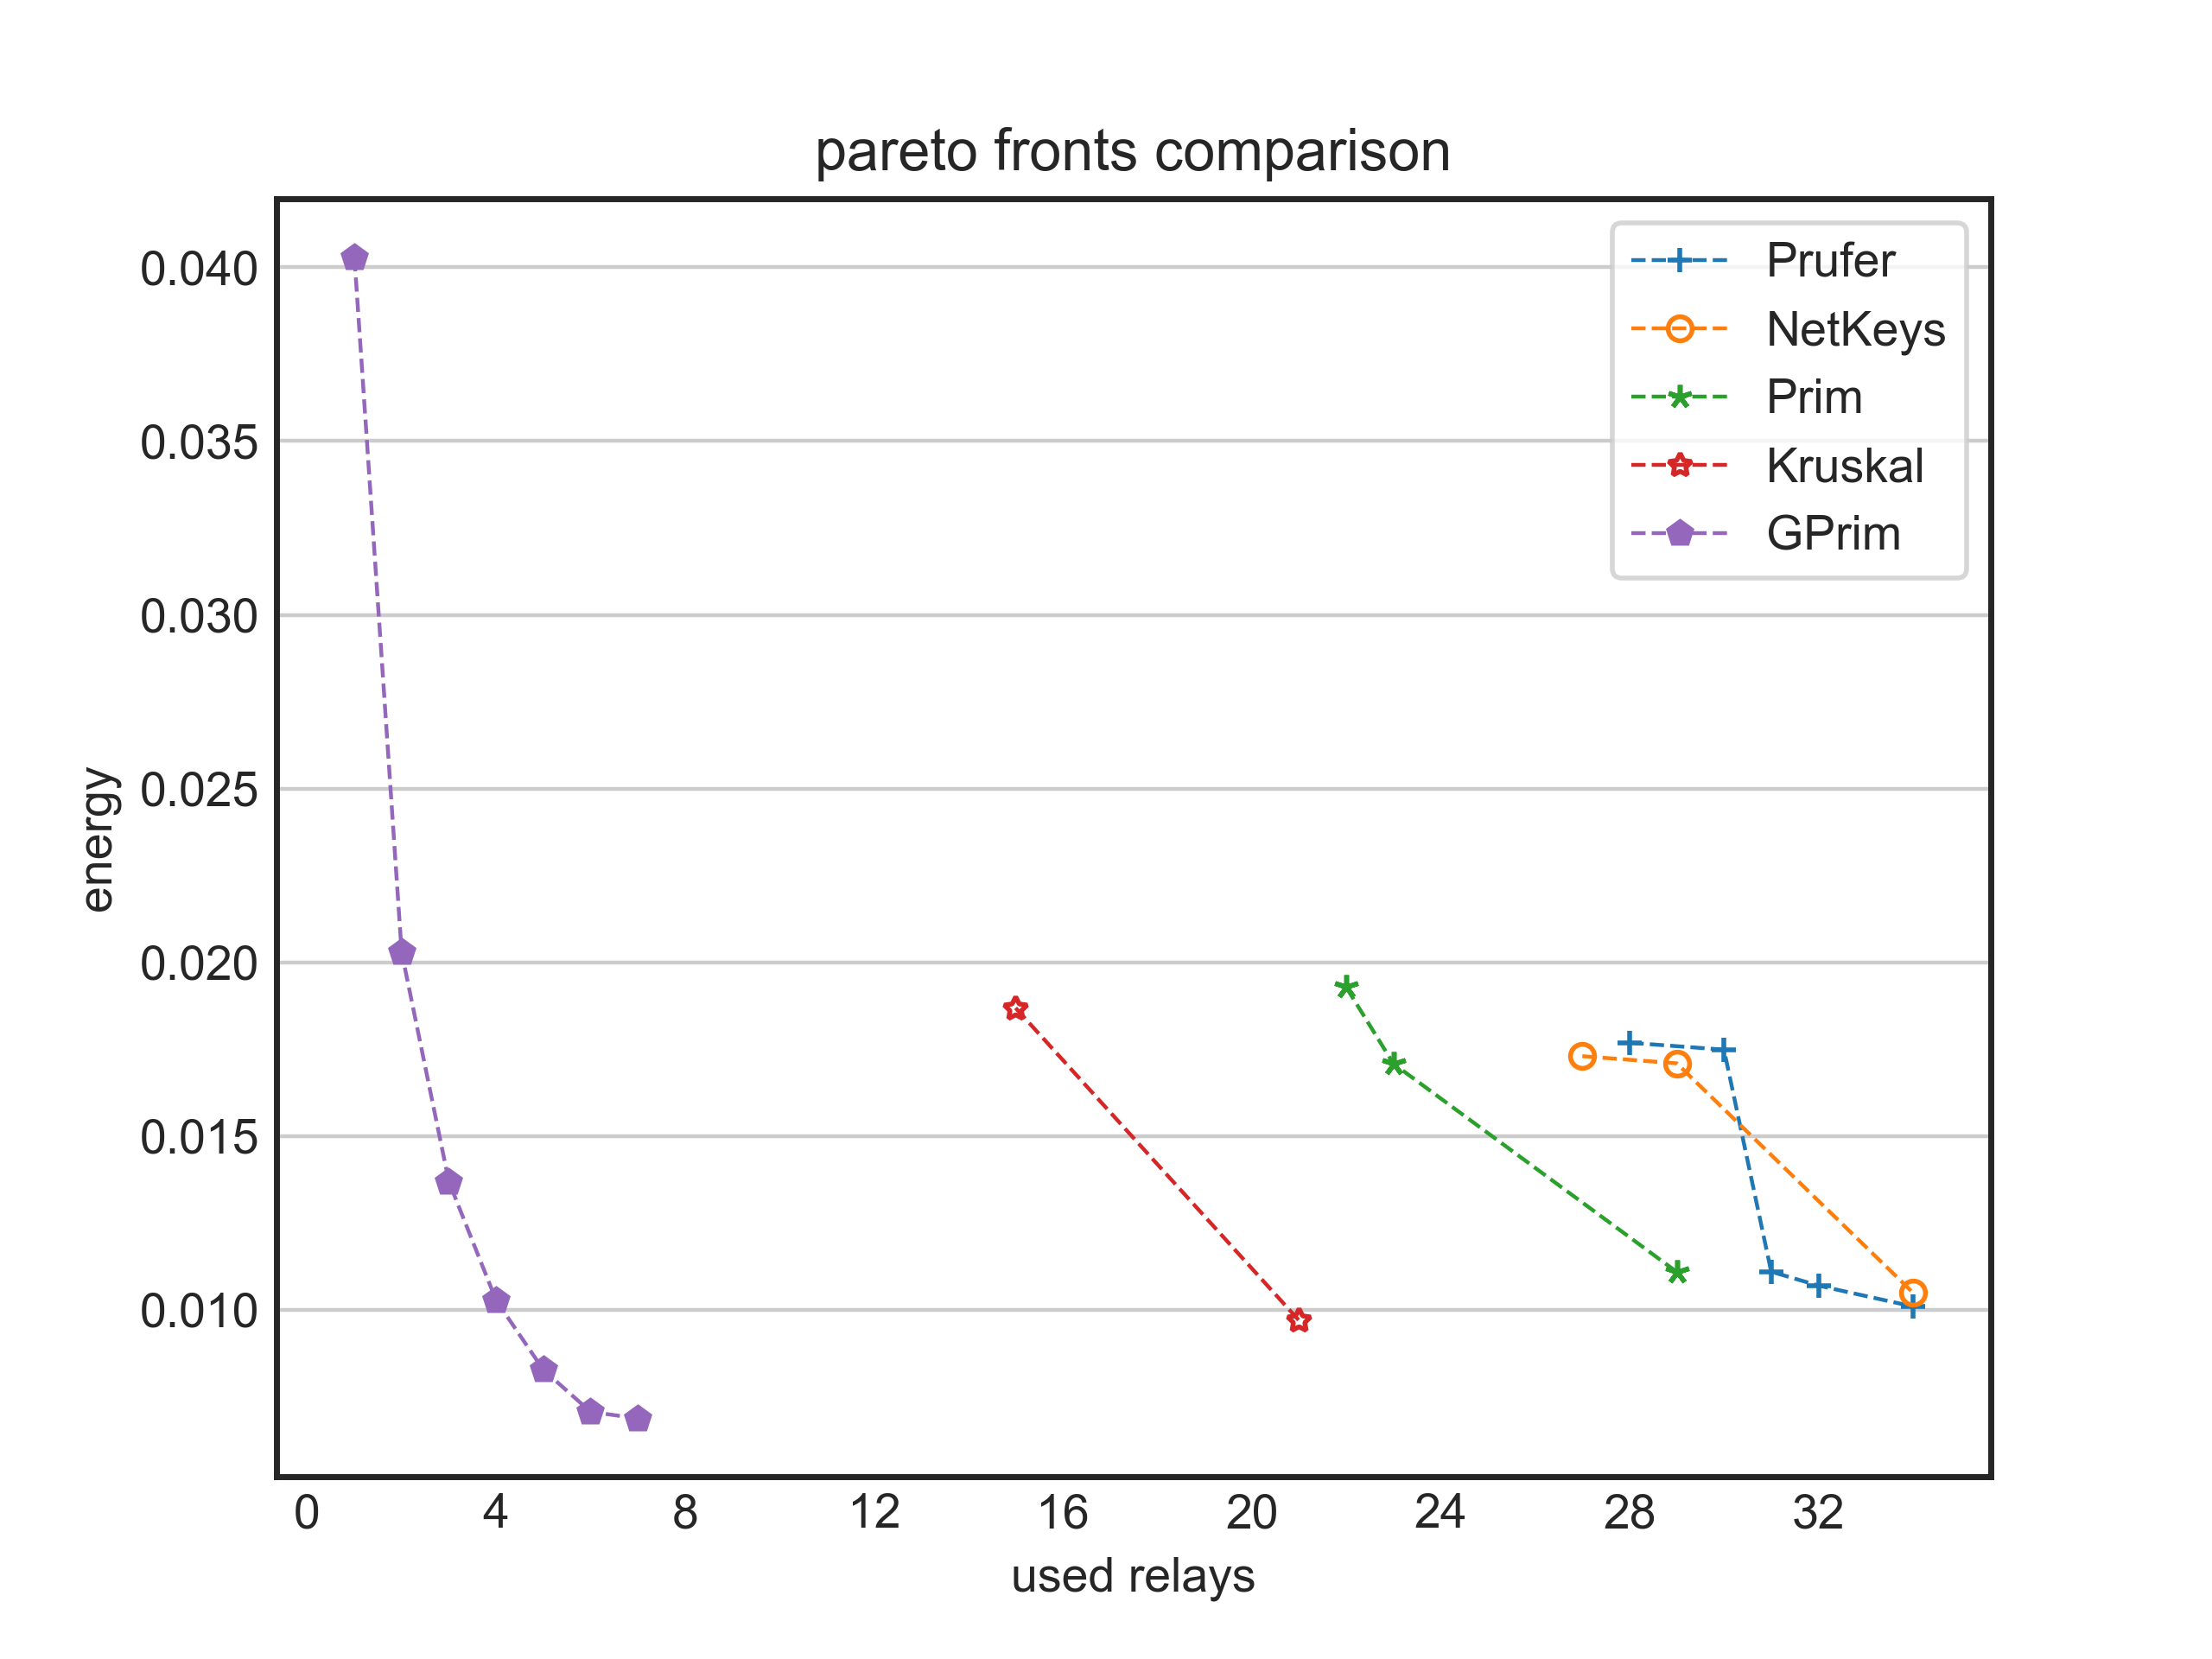 pareto fronts comparison
0.040
0.035
0.030
0.025
0.020
0.015
0.010
energy
Prufer
NetKeys
Prim
Kruskal
GPrim
0 4 8 12 16 20 24 28 32
used relays